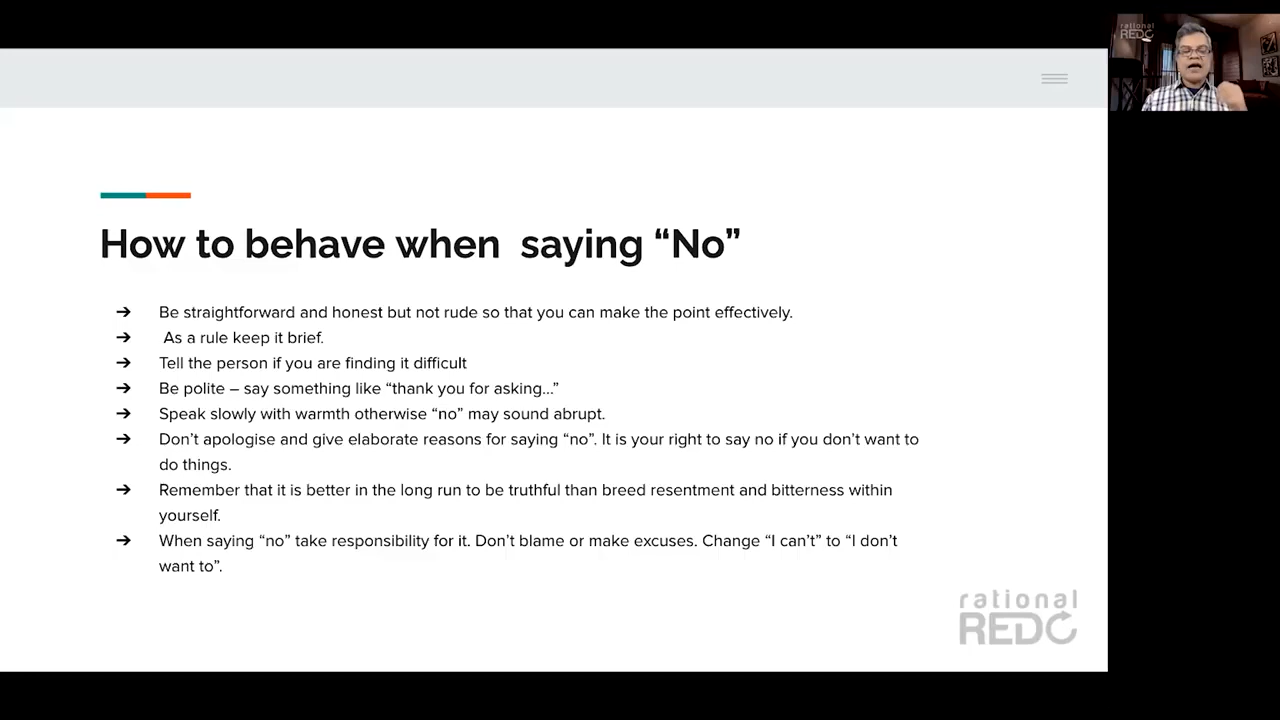 rational
REDO
How to behave when  saying “No”
➔ Be straightforward and honest but not rude so that you can make the point effectively.
➔ As a rule keep it brief.
➔ Tell the person if you are finding it difficult
➔ Be polite – say something like “thank you for asking...”
➔ Speak slowly with warmth otherwise “no” may sound abrupt.
➔ Don’t apologise and give elaborate reasons for saying “no”. It is your right to say no if you don’t want to
do things.
➔ Remember that it is better in the long run to be truthful than breed resentment and bitterness within
yourself.
➔ When saying “no” take responsibility for it. Don’t blame or make excuses. Change “I can’t” to “I don’t
want to”.
rational
REDO